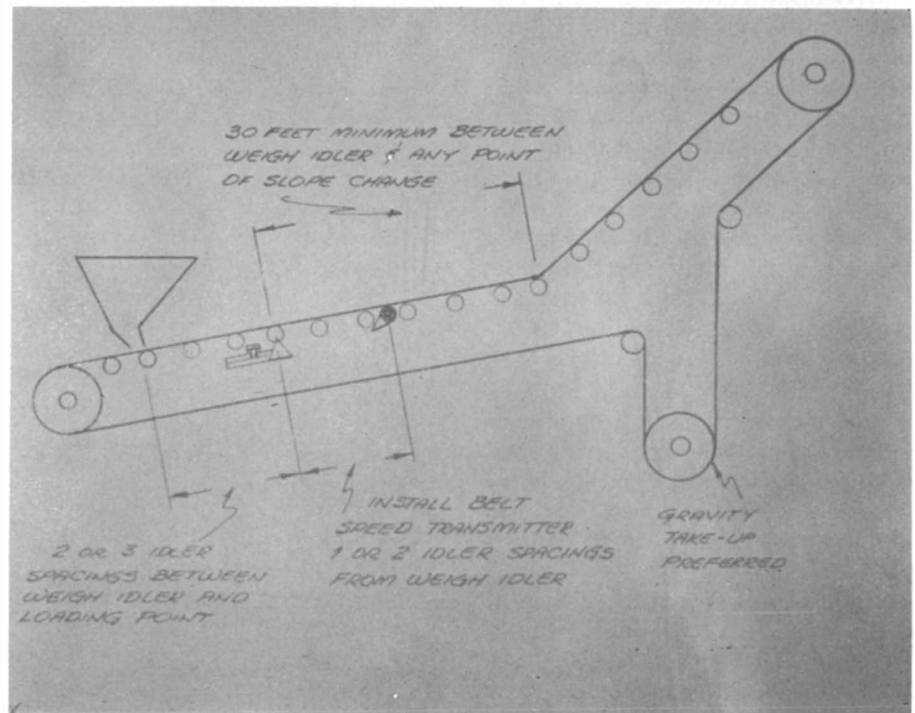 30 FEET MINIMUM BETWEEN
WEIGH IDLER & ANY POINT
OF SLOPE CHANGE
2 OR 3 IDLER
SPACINGS BETWEEN
WEIGH IDLER AND
LOADING POINT
INSTALL BELT
SPEED TRANSMITTER
1 OR 2 IDLER SPACINGS
FROM WEIGH IDLER
GRAVITY
TAKE-UP
PREFERRED